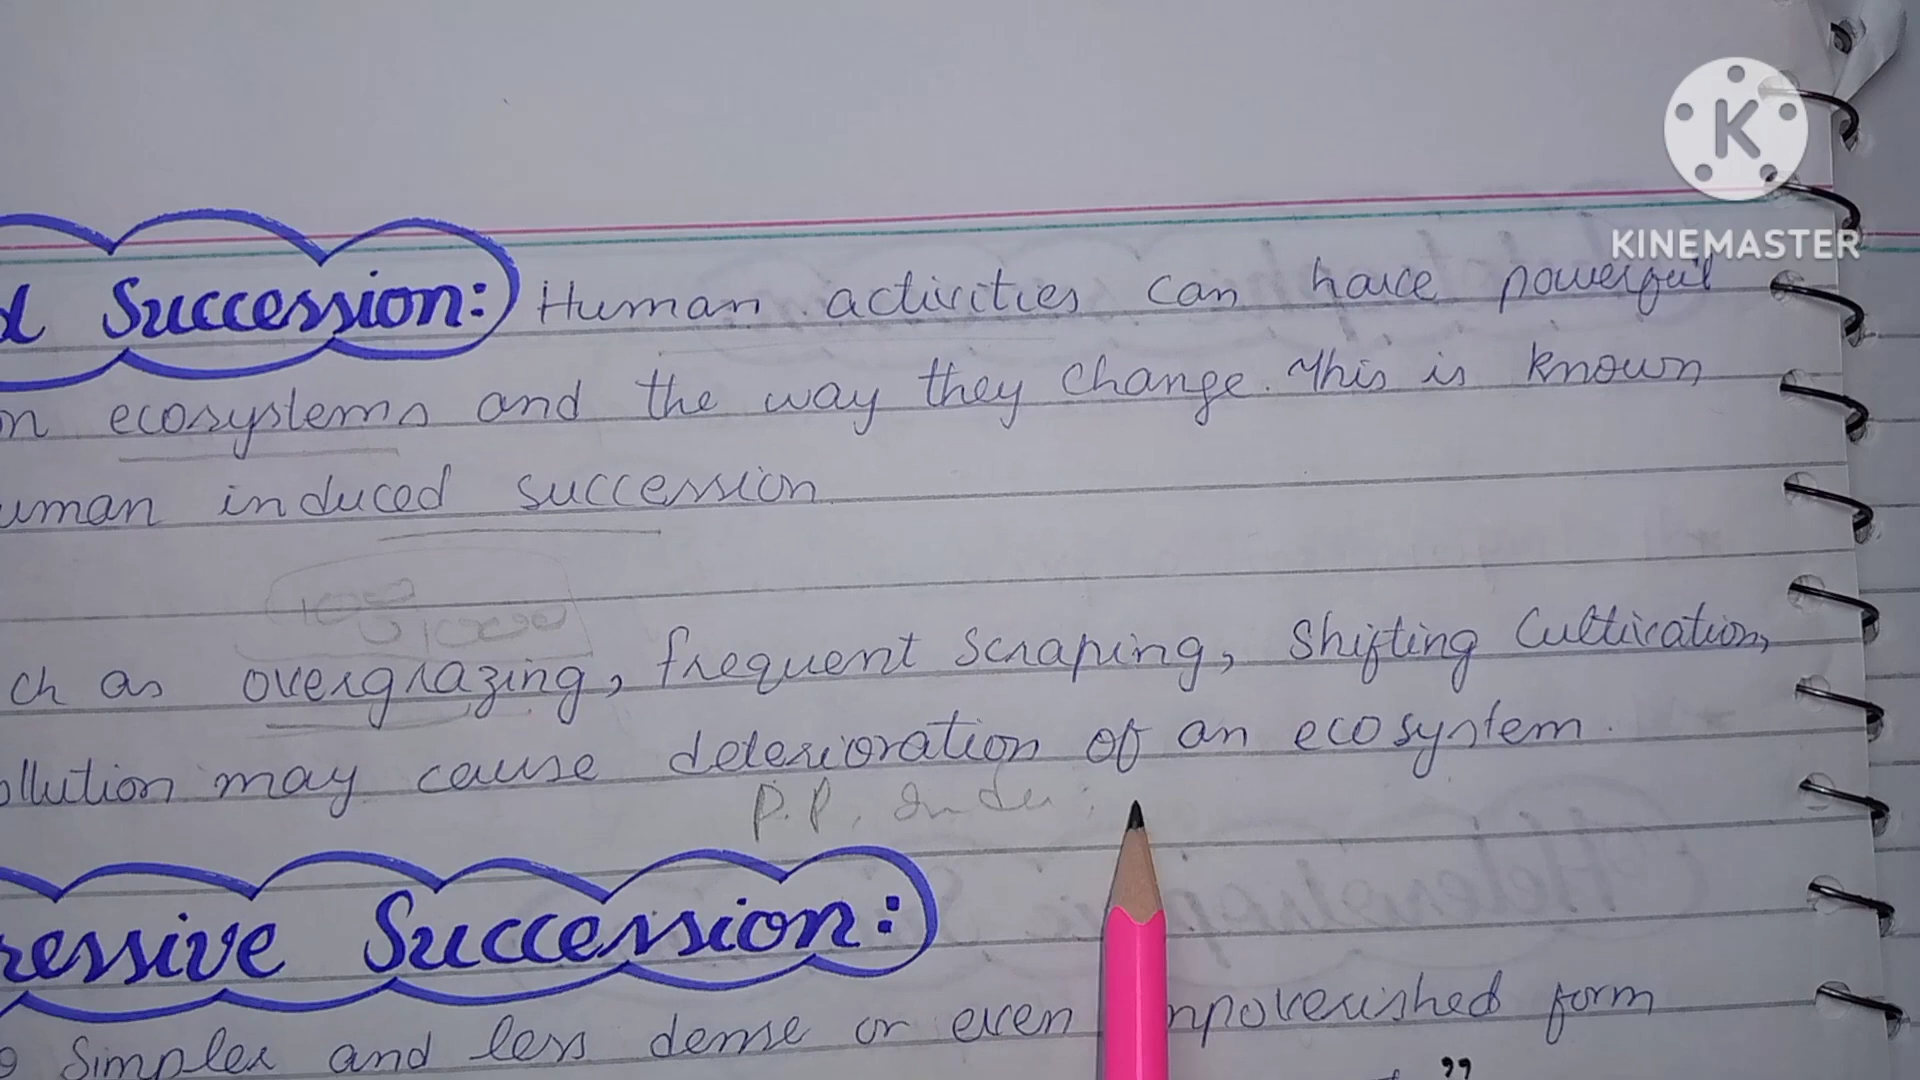 KINEMASTER
Succession: Human activities can have powerful
on ecosystems and the way they change. This is known
uman induced succession
ch as overgrazing, frequent scraping, shifting cultivation,
ollution may cause deterioration of an ecosystem.
P.P.
ressive Succession:
simpler and less dense or even mpoverished form
"